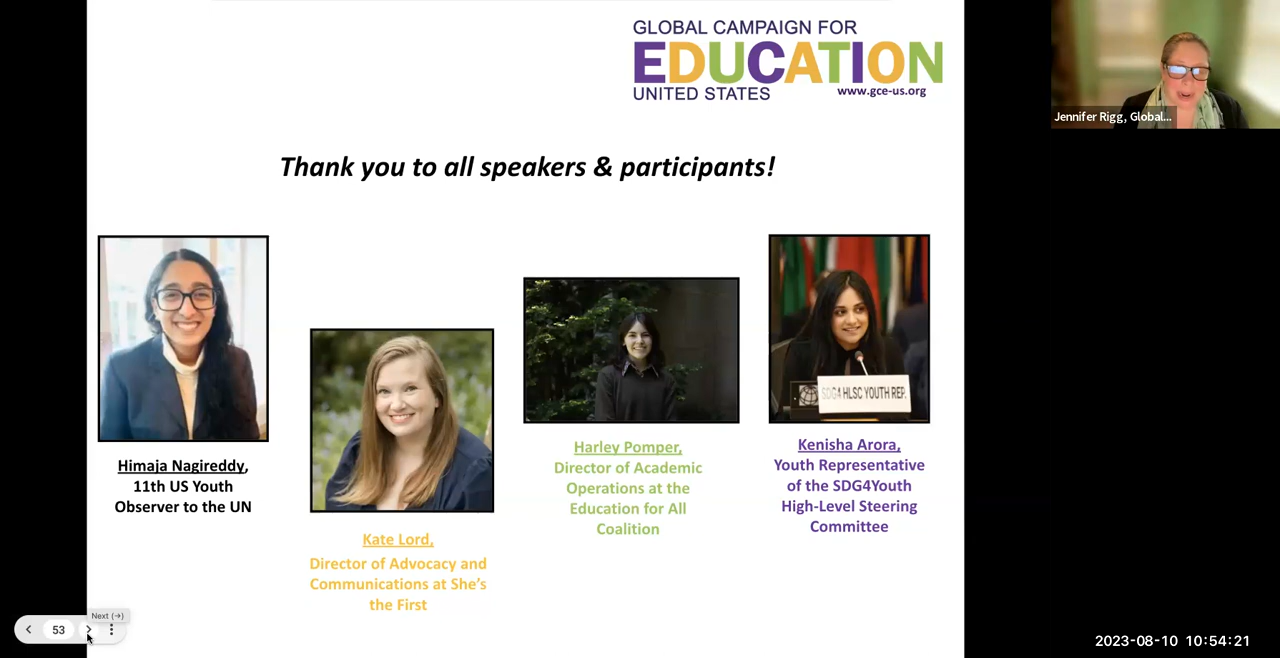 GLOBAL CAMPAIGN FOR
EDUCATION
UNITED STATES
www.gce-us.org
Jennifer Rigg, Global...
Thank you to all speakers & participants!
SDG4 HLSC YOUTH REP.
Himaja Nagireddy,
11th US Youth
Observer to the UN
Kate Lord,
Director of Advocacy and
Communications at She's
the First
Harley Pomper,
Director of Academic
Operations at the
Education for All
Coalition
Kenisha Arora,
Youth Representative
of the SDG4Youth
High-Level Steering
Committee
Next (→)
53
2023-08-10 10:54:21